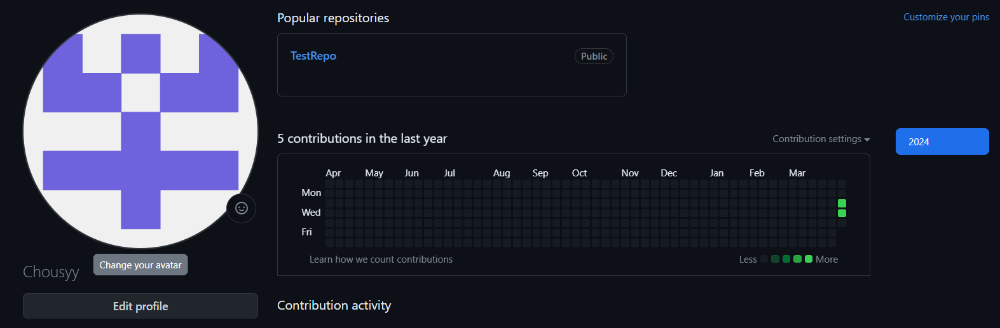 Popular repositories
Customize your pins
TestRepo
Public
5 contributions in the last year
Contribution settings
2024
Apr May Jun Jul Aug Sep Oct Nov Dec Jan Feb Mar
Mon
Wed
Fri
Learn how we count contributions
Less More
Change your avatar
Chousyy
Edit profile
Contribution activity